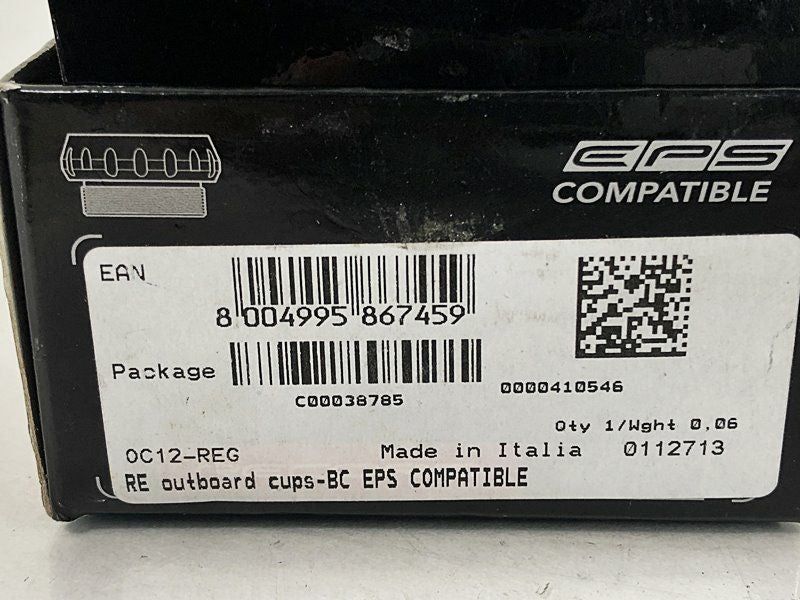 EPS
COMPATIBLE
EAN
8 004995 867459
Package
C00038785
0000410546
Qty 1/Wght 0,06
OC12-REG Made in Italia 0112713
RE outboard cups-BC EPS COMPATIBLE